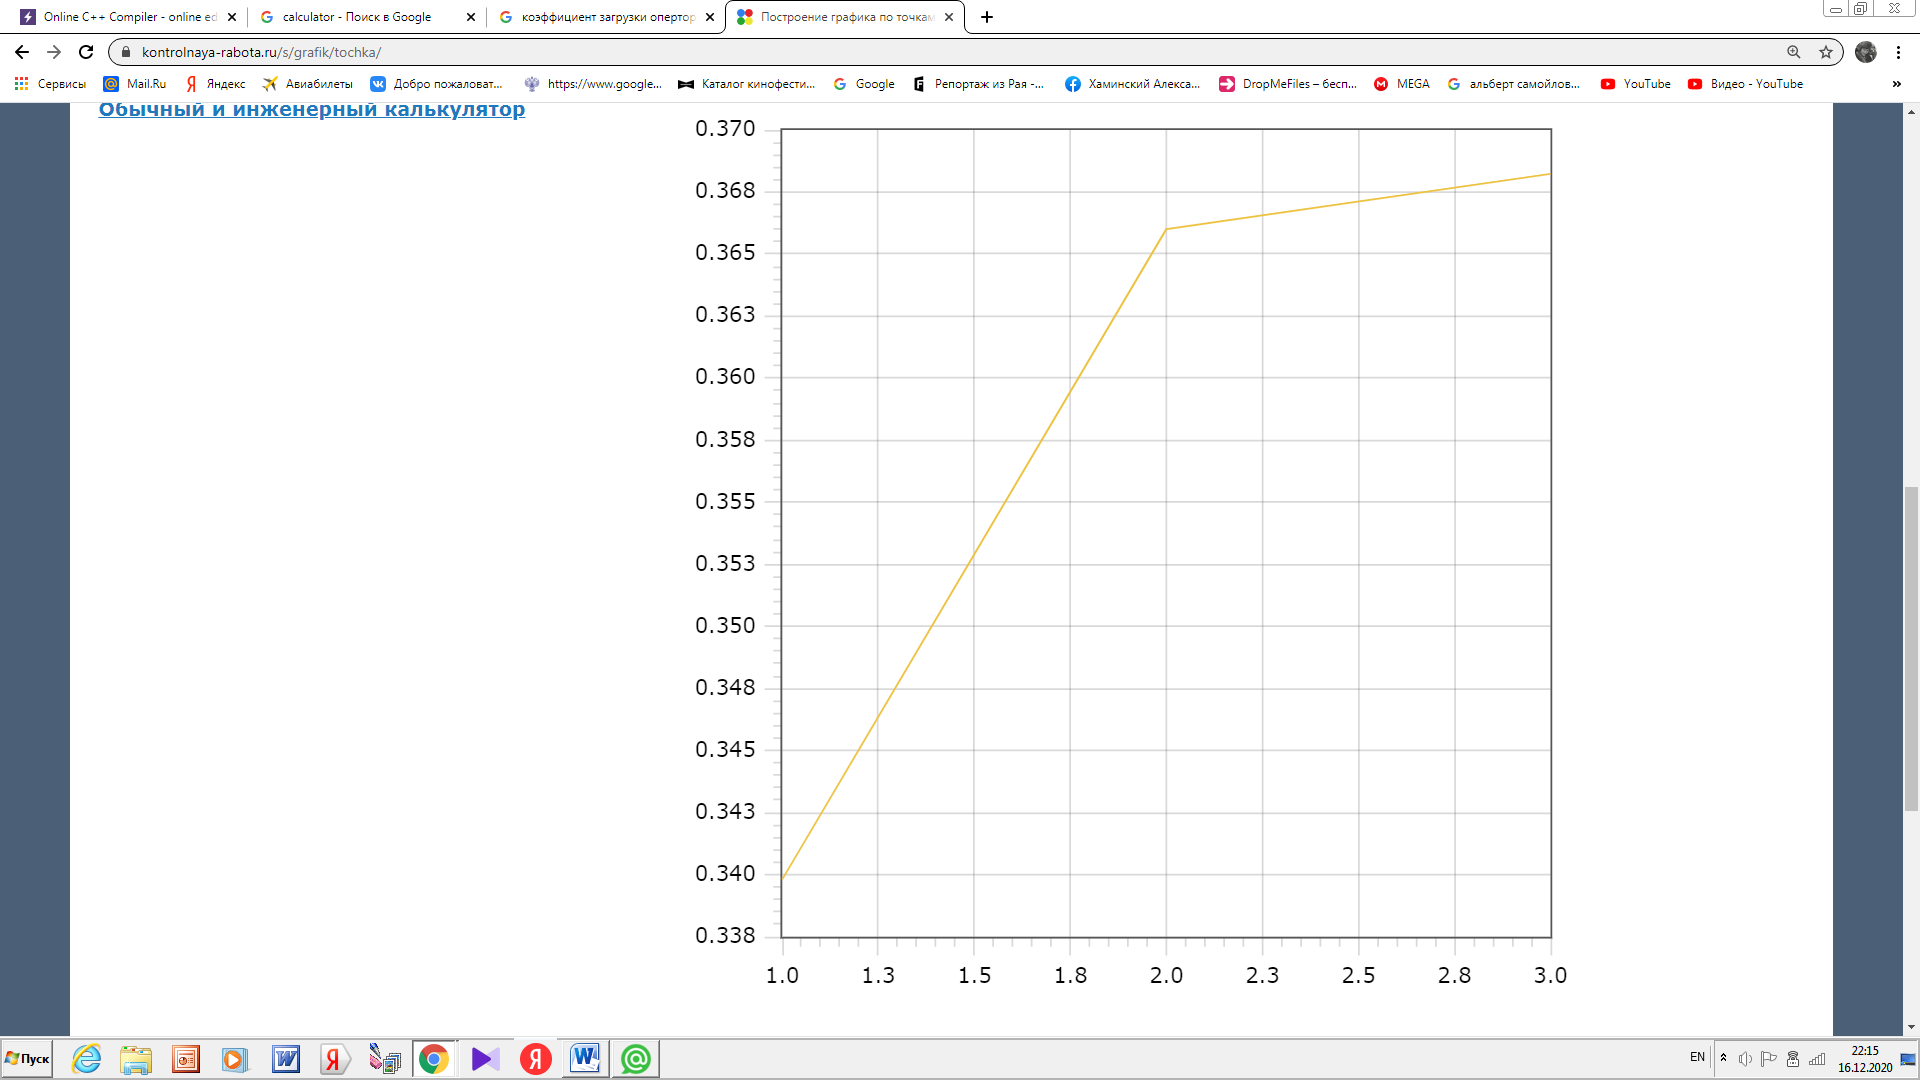 Online C++ Compiler - online ed
calculator - Поиск в Google
коэффициент загрузки опертор
Построение графика по точкам
kontrolnaya-rabota.ru/s/grafik/tochka/
Сервисы
Mail.Ru
Яндекс
Авиабилеты
Добро пожаловат...
https://www.google...
Каталог кинофести...
Google
Репортаж из Рая -...
Хаминский Алекса...
DropMeFiles – бесп...
MEGA
альберт самойлов...
YouTube
Видео - YouTube
»
Обычный и инженерный калькулятор
0.370
0.368
0.365
0.363
0.360
0.358
0.355
0.353
0.350
0.348
0.345
0.343
0.340
0.338
1.0 1.3 1.5 1.8 2.0 2.3 2.5 2.8 3.0
Пуск
EN
22:15
16.12.2020